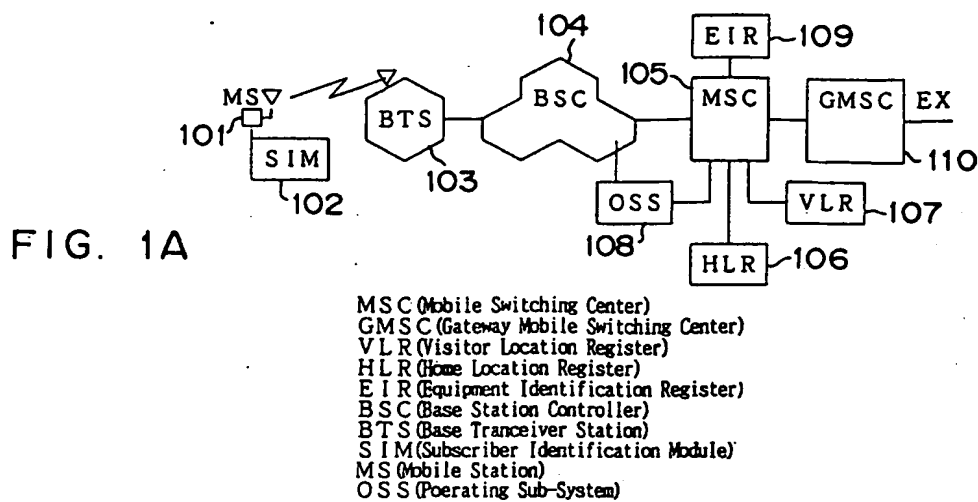 104
EIR 109
105
MS BSC MSC GMSC EX
101 BTS
SIM 103 110
102
OSS VLR 107
108
FIG. 1A HLR 106
MSC (Mobile Switching Center)
GMSC (Gateway Mobile Switching Center)
VLR (Visitor Location Register)
HLR (Home Location Register)
EIR (Equipment Identification Register)
BSC (Base Station Controller)
BTS (Base Tranceiver Station)
SIM (Subscriber Identification Module)
MS (Mobile Station)
OSS (Poerating Sub-System)